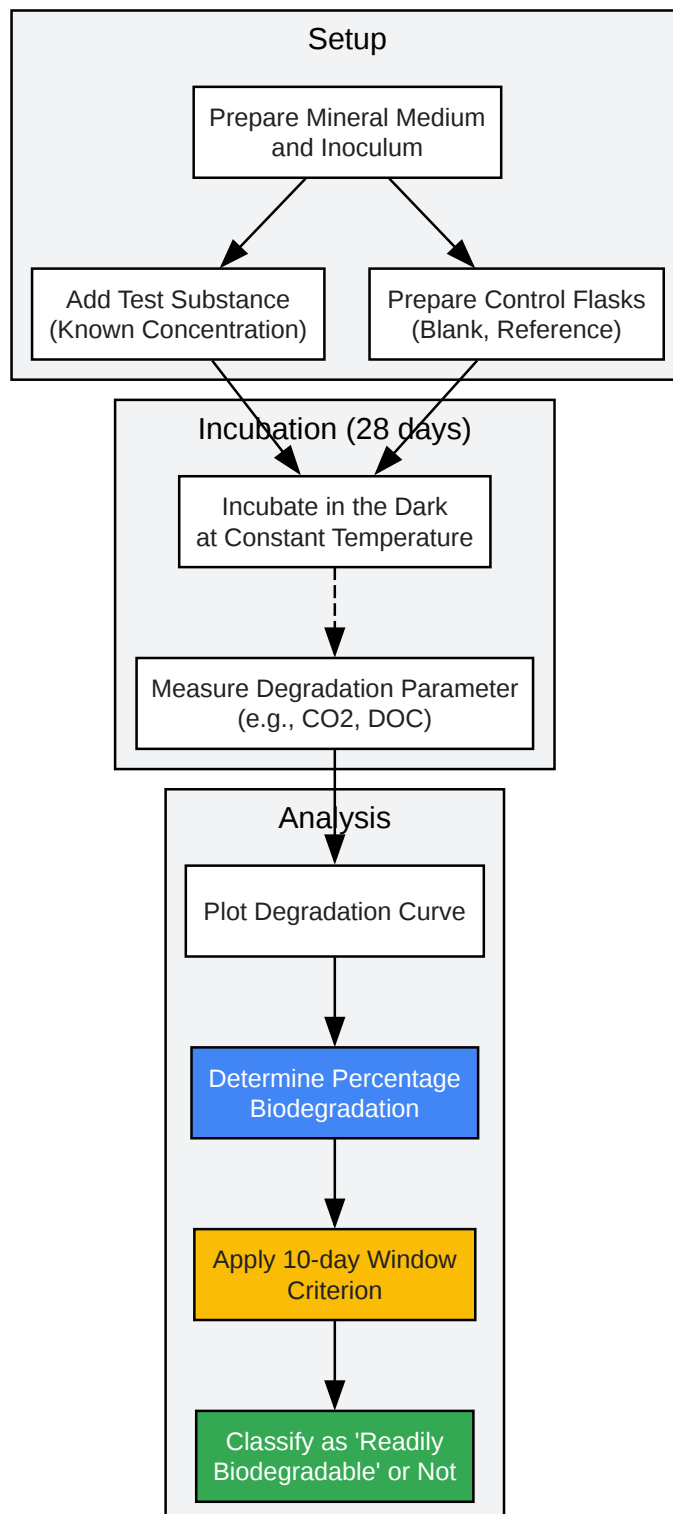 Setup
Prepare Mineral Medium
and Inoculum
Add Test Substance
(Known Concentration)
Prepare Control Flasks
(Blank, Reference)
Incubation (28 days)
Incubate in the Dark
at Constant Temperature
Measure Degradation Parameter
(e.g., CO2, DOC)
Analysis
Plot Degradation Curve
Determine Percentage
Biodegradation
Apply 10-day Window
Criterion
Classify as 'Readily
Biodegradable' or Not